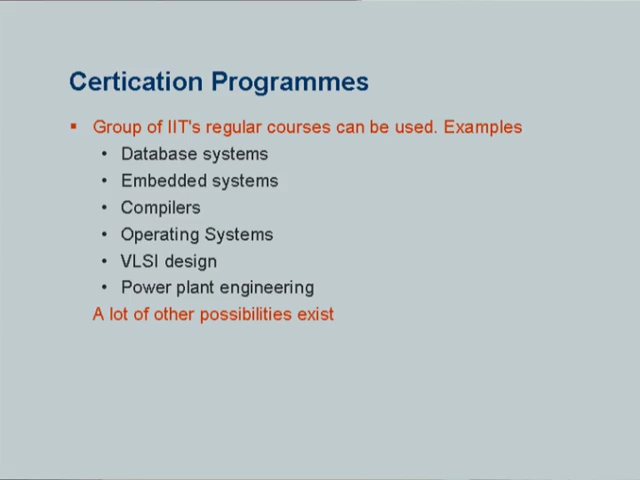 Certication Programmes
Group of IIT's regular courses can be used. Examples
Database systems
Embedded systems
Compilers
Operating Systems
VLSI design
Power plant engineering
A lot of other possibilities exist